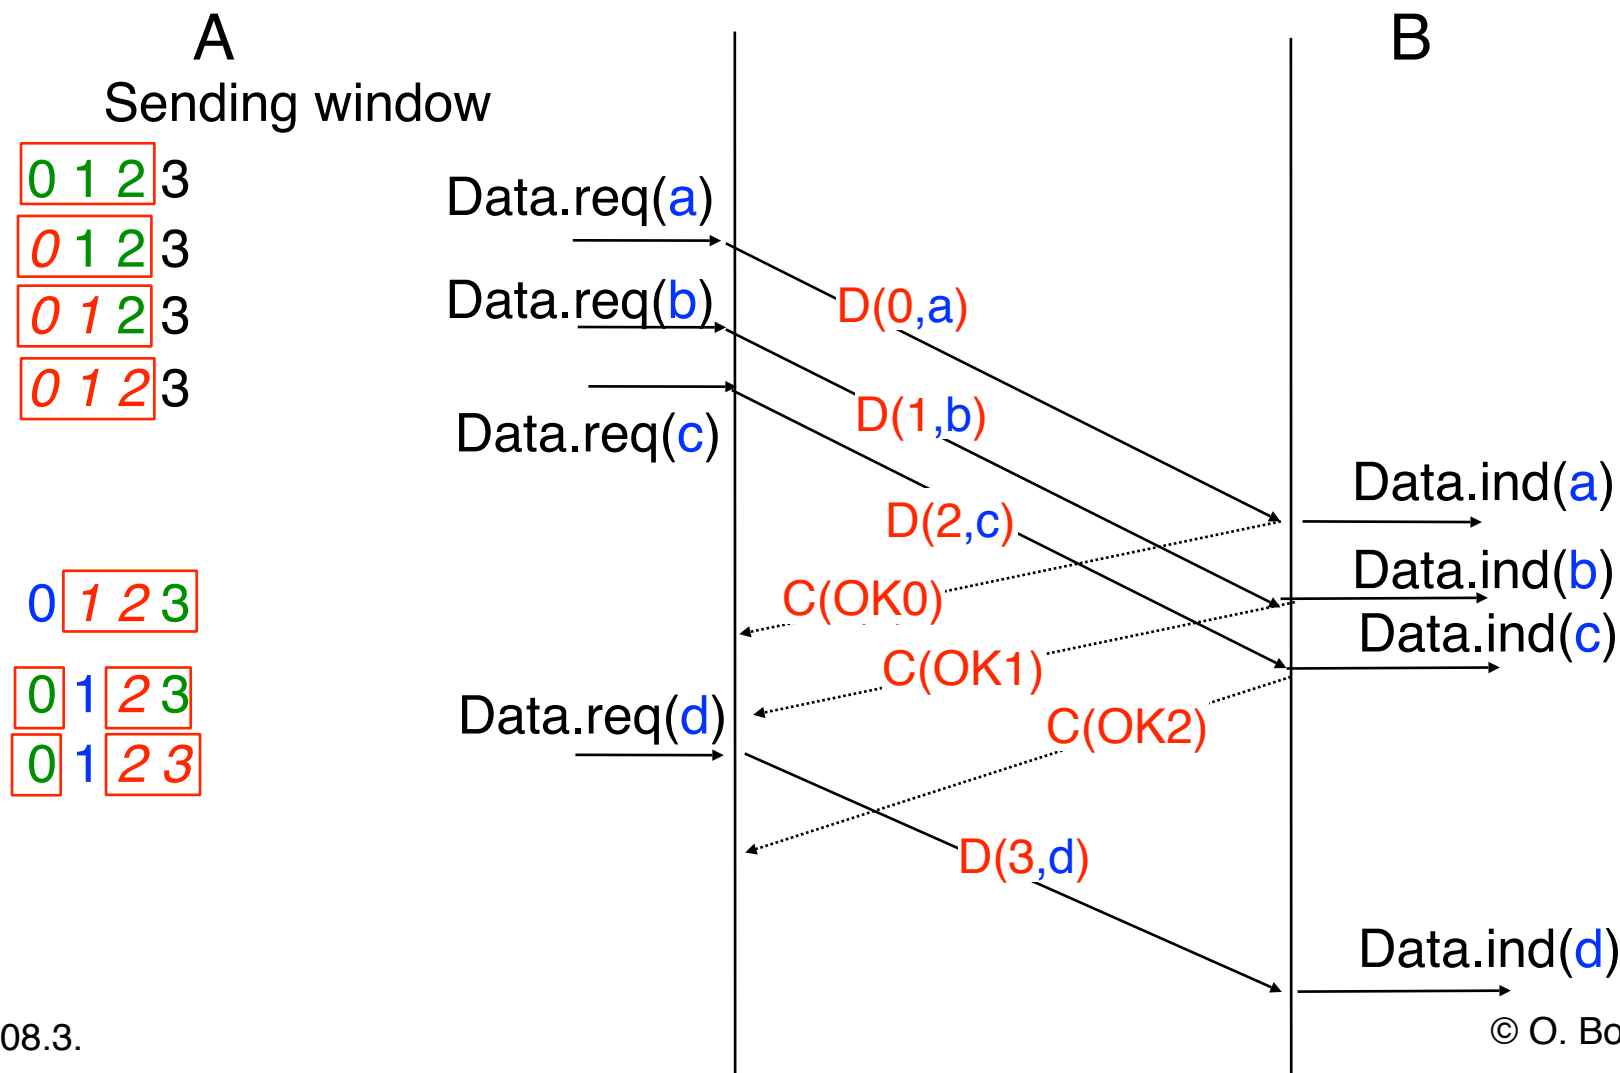 A
B
Sending window
0 1 2 3
Data.req(a)
0 1 2 3
Data.req(b)
D(0,a)
0 1 2 3
0 1 2 3
D(1,b)
Data.req(c)
Data.ind(a)
D(2,c)
Data.ind(b)
0 1 2 3
C(OK0)
Data.ind(c)
C(OK1)
0 1 2 3
Data.req(d)
C(OK2)
0 1 2 3
D(3,d)
Data.ind(d)
08.3.
© O. Bo